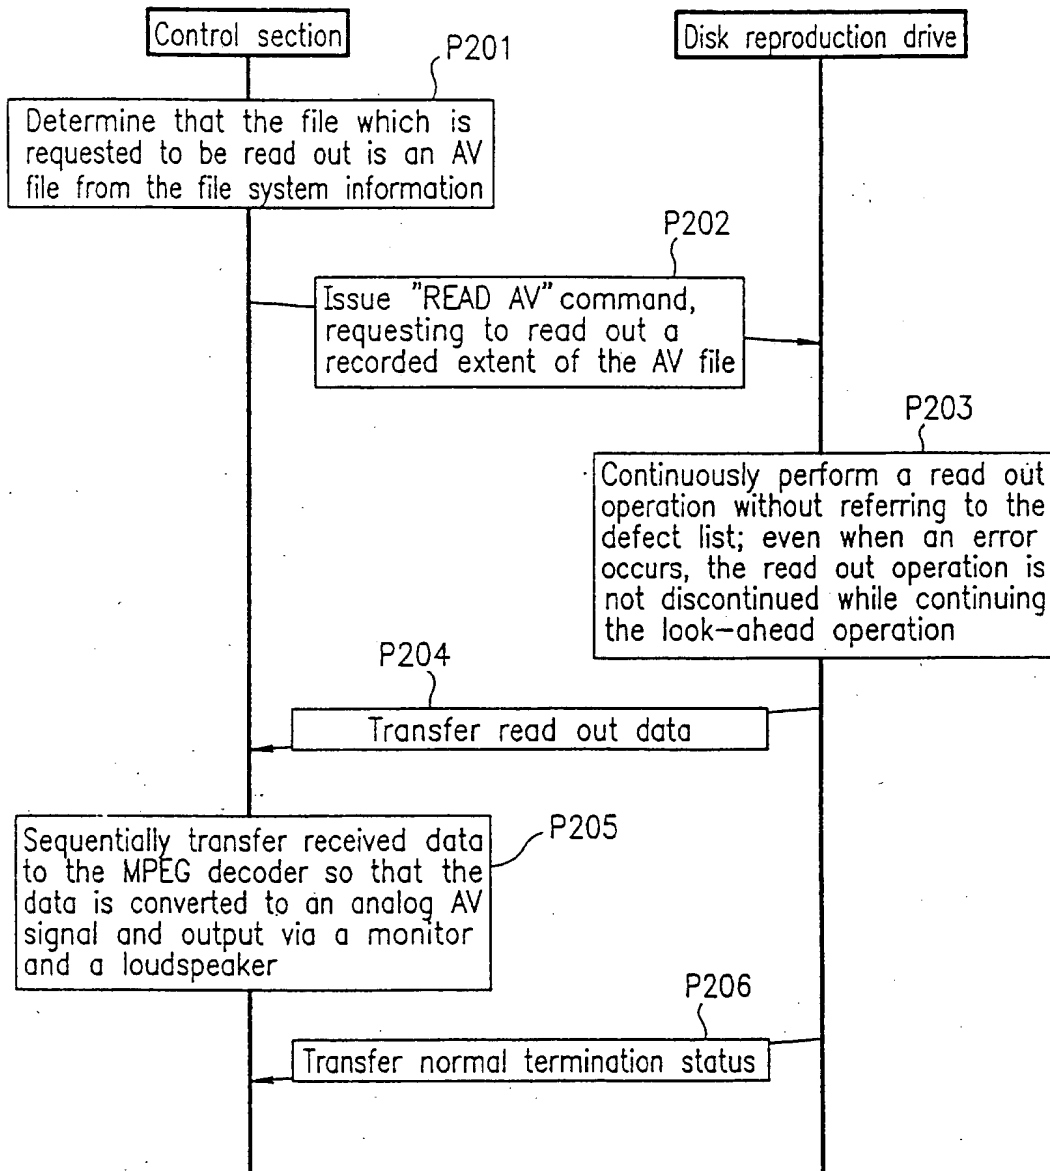 Control section
Disk reproduction drive
P201
Determine that the file which is
requested to be read out is an AV
file from the file system information
P202
Issue "READ AV" command,
requesting to read out a
recorded extent of the AV file
P203
Continuously perform a read out
operation without referring to the
defect list; even when an error
occurs, the read out operation is
not discontinued while continuing
the look-ahead operation
P204
Transfer read out data
P205
Sequentially transfer received data
to the MPEG decoder so that the
data is converted to an analog AV
signal and output via a monitor
and a loudspeaker
P206
Transfer normal termination status